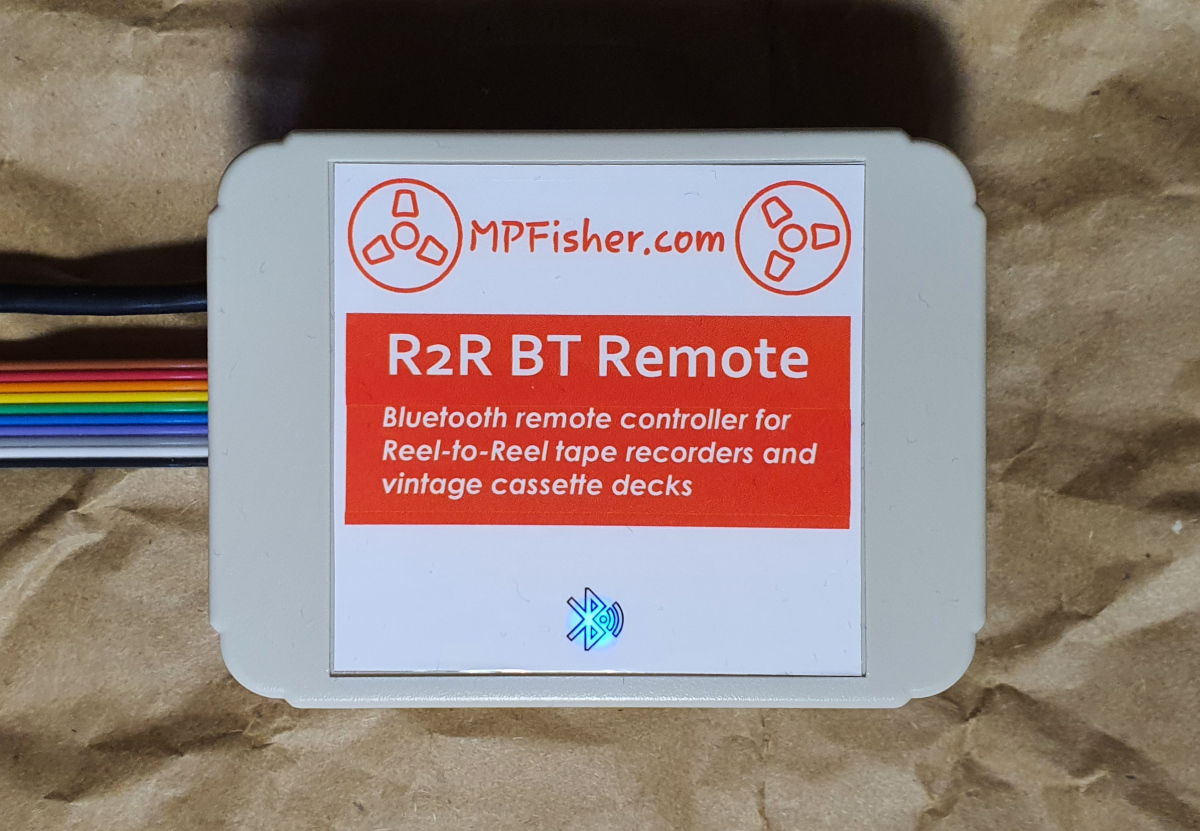 MPFisher.com
R2R BT Remote
Bluetooth remote controller for
Reel-to-Reel tape recorders and
vintage cassette decks